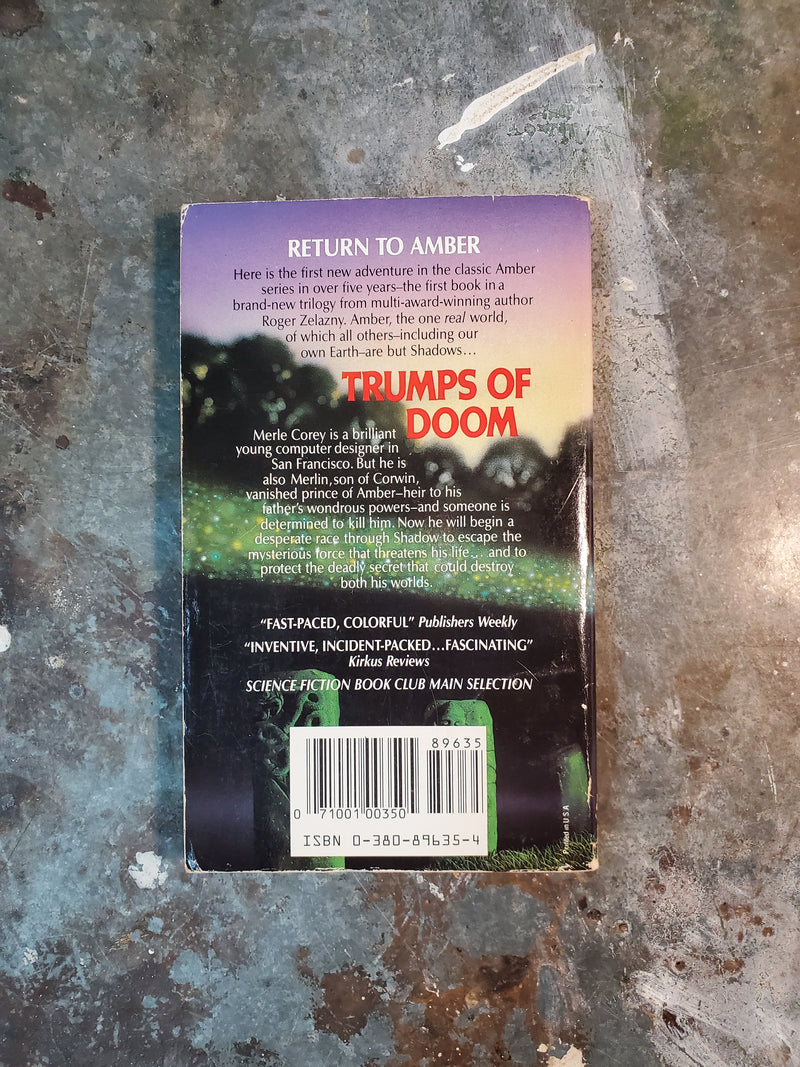 RETURN TO AMBER
Here is the first new adventure in the classic Amber
series in over five years–the first book in a
brand-new trilogy from multi-award-winning author
Roger Zelazny. Amber, the one real world,
of which all others–including our
own Earth–are but Shadows...
TRUMPS OF
DOOM
Merle Corey is a brilliant
young computer designer in
San Francisco. But he is
also Merlin, son of Corwin,
vanished prince of Amber–heir to his
father's wondrous powers–and someone is
determined to kill him. Now he will begin a
desperate race through Shadow to escape the
mysterious force that threatens his life... and to
protect the deadly secret that could destroy
both his worlds.
"FAST-PACED, COLORFUL" Publishers Weekly
"INVENTIVE, INCIDENT-PACKED...FASCINATING"
Kirkus Reviews
SCIENCE FICTION BOOK CLUB MAIN SELECTION
89635
0 71001 00350
ISBN 0-380-89635-4
Printed in U S A